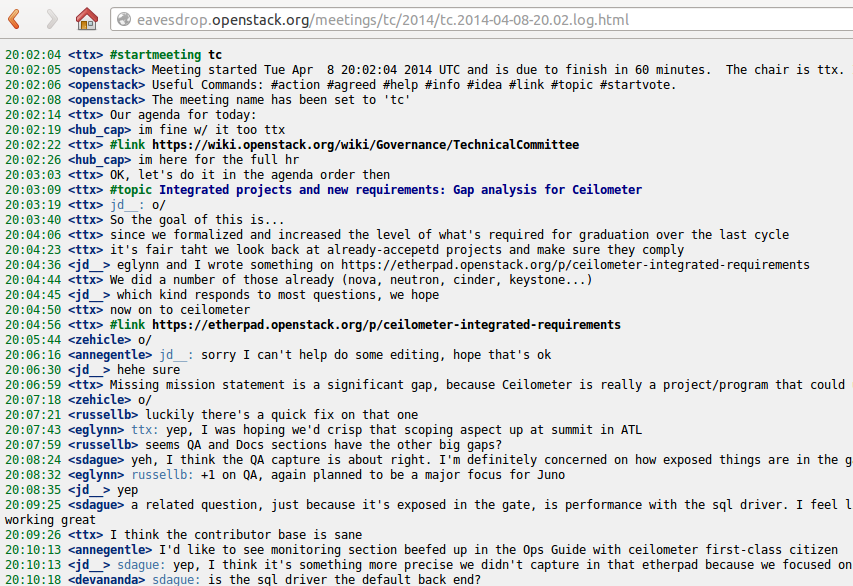 eavesdrop.openstack.org/meetings/tc/2014/tc.2014-04-08-20.02.log.html
20:02:04 <ttx> #startmeeting tc
20:02:05 <openstack> Meeting started Tue Apr  8 20:02:04 2014 UTC and is due to finish in 60 minutes.  The chair is ttx.
20:02:06 <openstack> Useful Commands: #action #agreed #help #info #idea #link #topic #startvote.
20:02:08 <openstack> The meeting name has been set to 'tc'
20:02:14 <ttx> Our agenda for today:
20:02:19 <hub_cap> im fine w/ it too ttx
20:02:22 <ttx> #link https://wiki.openstack.org/wiki/Governance/TechnicalCommittee
20:02:26 <hub_cap> im here for the full hr
20:03:03 <ttx> OK, let's do it in the agenda order then
20:03:09 <ttx> #topic Integrated projects and new requirements: Gap analysis for Ceilometer
20:03:19 <ttx> jd__: o/
20:03:40 <ttx> So the goal of this is...
20:04:06 <ttx> since we formalized and increased the level of what's required for graduation over the last cycle
20:04:23 <ttx> it's fair taht we look back at already-accepetd projects and make sure they comply
20:04:36 <jd__> eglynn and I wrote something on https://etherpad.openstack.org/p/ceilometer-integrated-requirements
20:04:44 <ttx> We did a number of those already (nova, neutron, cinder, keystone...)
20:04:45 <jd__> which kind responds to most questions, we hope
20:04:50 <ttx> now on to ceilometer
20:04:56 <ttx> #link https://etherpad.openstack.org/p/ceilometer-integrated-requirements
20:05:44 <zehicle> o/
20:06:16 <annegentle> jd__: sorry I can't help do some editing, hope that's ok
20:06:30 <jd__> hehe sure
20:06:59 <ttx> Missing mission statement is a significant gap, because Ceilometer is really a project/program that could
20:07:18 <zehicle> o/
20:07:21 <russellb> luckily there's a quick fix on that one
20:07:43 <eglynn> ttx: yep, I was hoping we'd crisp that scoping aspect up at summit in ATL
20:07:59 <russellb> seems QA and Docs sections have the other big gaps?
20:08:24 <sdague> yeh, I think the QA capture is about right. I'm definitely concerned on how exposed things are in the
20:08:32 <eglynn> russellb: +1 on QA, again planned to be a major focus for Juno
20:08:35 <jd__> yep
20:09:25 <sdague> a related question, just because it's exposed in the gate, is performance with the sql driver. I feel
working great
20:09:26 <ttx> I think the contributor base is sane
20:10:13 <annegentle> I'd like to see monitoring section beefed up in the Ops Guide with ceilometer first-class citizen
20:10:13 <jd__> sdague: yep, I think it's something more precise we didn't capture in that etherpad because we focused on
20:10:18 <devananda> sdague: is the sql driver the default back end?